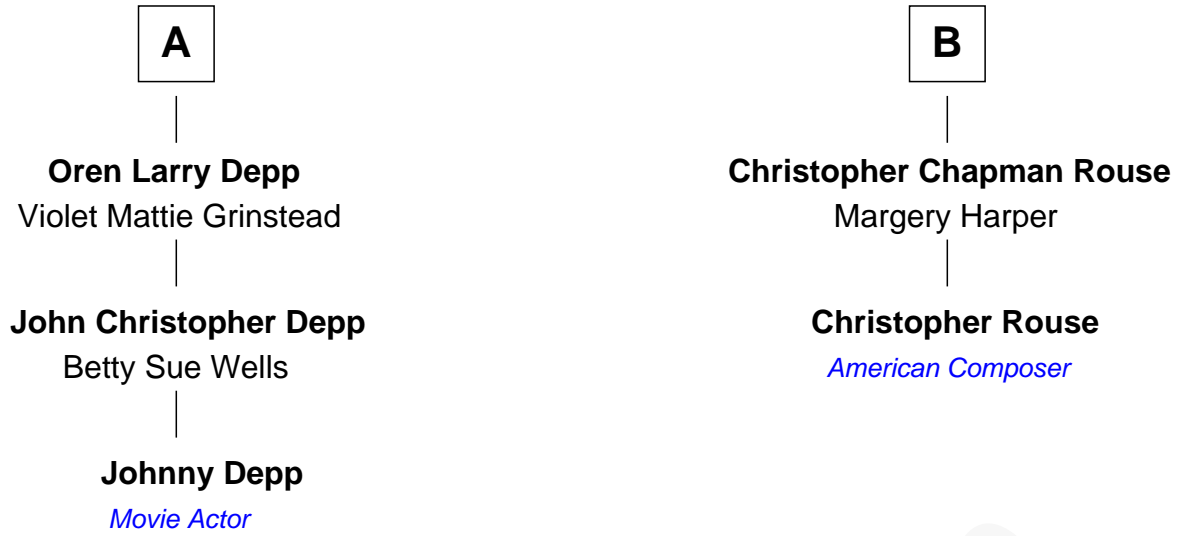 A
Oren Larry Depp
Violet Mattie Grinstead
John Christopher Depp
Betty Sue Wells
Johnny Depp
Movie Actor
B
Christopher Chapman Rouse
Margery Harper
Christopher Rouse
American Composer